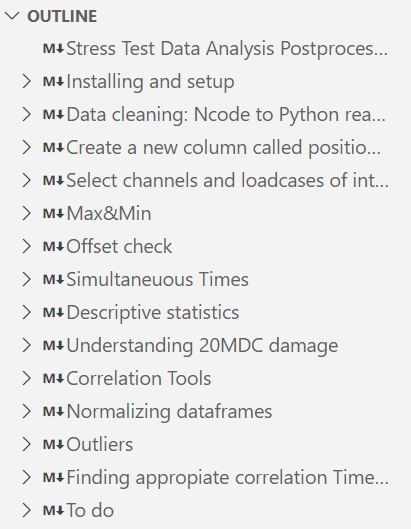 OUTLINE
M↓Stress Test Data Analysis Postproces...
M↓Installing and setup
M↓Data cleaning: Ncode to Python rea...
M↓Create a new column called positio...
M↓Select channels and loadcases of int...
M↓Max&Min
M↓Offset check
M↓Simultaneuous Times
M↓Descriptive statistics
M↓Understanding 20MDC damage
M↓Correlation Tools
M↓Normalizing dataframes
M↓Outliers
M↓Finding appropiate correlation Time...
M↓To do